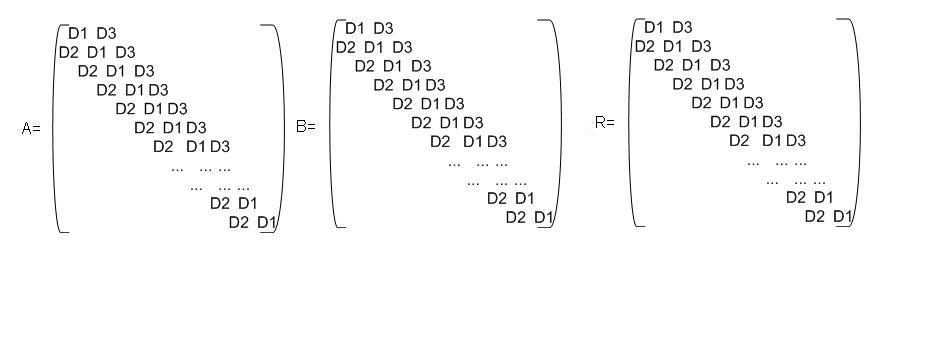 D1 D3 D1 D3 D1 D3
D2 D1 D3 D2 D1 D3 D2 D1 D3
D2 D1 D3 D2 D1 D3 D2 D1 D3
D2 D1 D3 D2 D1 D3 D2 D1 D3
D2 D1 D3 D2 D1 D3 D2 D1 D3
A= D2 D1 D3 B= D2 D1 D3 R= D2 D1 D3
D2 D1 D3 D2 D1 D3 D2 D1 D3
... ... ... ... ... ... ... ... ...
... ... ... ... ... ... ... ... ...
D2 D1 D2 D1 D2 D1
D2 D1 D2 D1 D2 D1